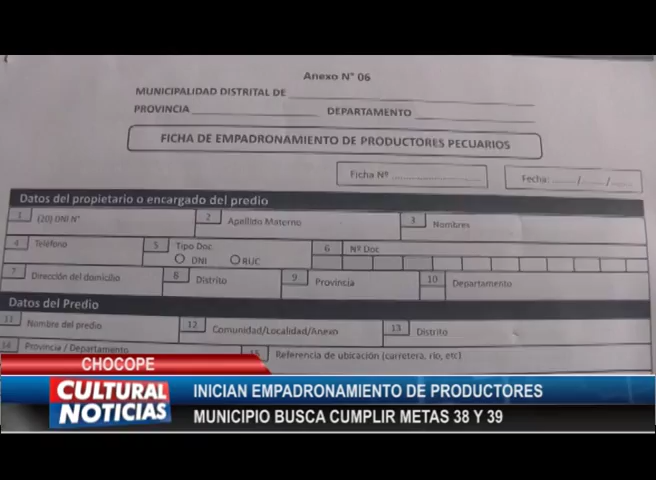 Anexo N° 06
MUNICIPALIDAD DISTRITAL DE
PROVINCIA DEPARTAMENTO
FICHA DE EMPADRONAMIENTO DE PRODUCTORES PECUARIOS
Ficha Nº Fecha: / /
Datos del propietario o encargado del predio
1 (20) DNI N° 2 Apellido Materno 3 Nombres
4 Teléfono 5 Tipo Doc 6 Nº Doc
DNI RUC
7 Dirección del domicilio 8 Distrito 9 Provincia 10 Departamento
Datos del Predio
11 Nombre del predio 12 Comunidad/Localidad/Anexo 13 Distrito
14 Provincia / Departamento 15 Referencia de ubicación (carretera, río, etc)
CHOCOPE
CULTURAL NOTICIAS
INICIAN EMPADRONAMIENTO DE PRODUCTORES
MUNICIPIO BUSCA CUMPLIR METAS 38 Y 39